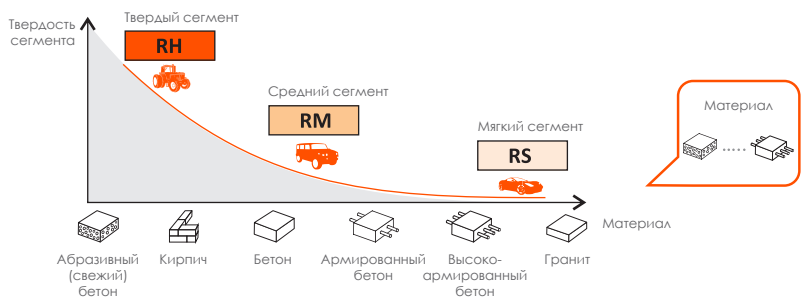 Твердость
сегмента
Твердый сегмент
RH
Средний сегмент
RM
Мягкий сегмент
RS
Материал
Материал
Абразивный
(свежий)
бетон
Кирпич
Бетон
Армированный
бетон
Высоко-
армированный
бетон
Гранит